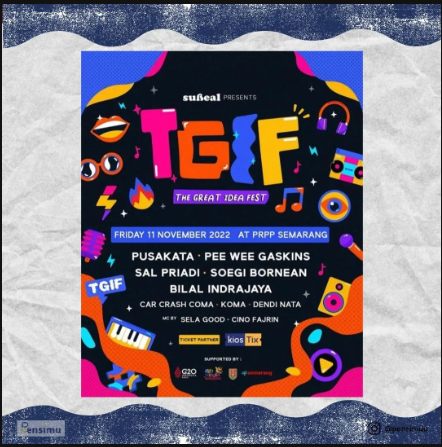 sußeal PRESENTS
TGIF
THE GREAT IDEA FEST
FRIDAY 11 NOVEMBER 2022 AT PRPP SEMARANG
PUSAKATA · PEE WEE GASKINS
SAL PRIADI · SOEGI BORNEAN
BILAL INDRAJAYA
CAR CRASH COMA · KOMA · DENDI NATA
MC BY SELA GOOD · CINO FAJRIN
TGIF
TICKET PARTNER kiosTix
SUPPORTED BY :
G20
Pensimu